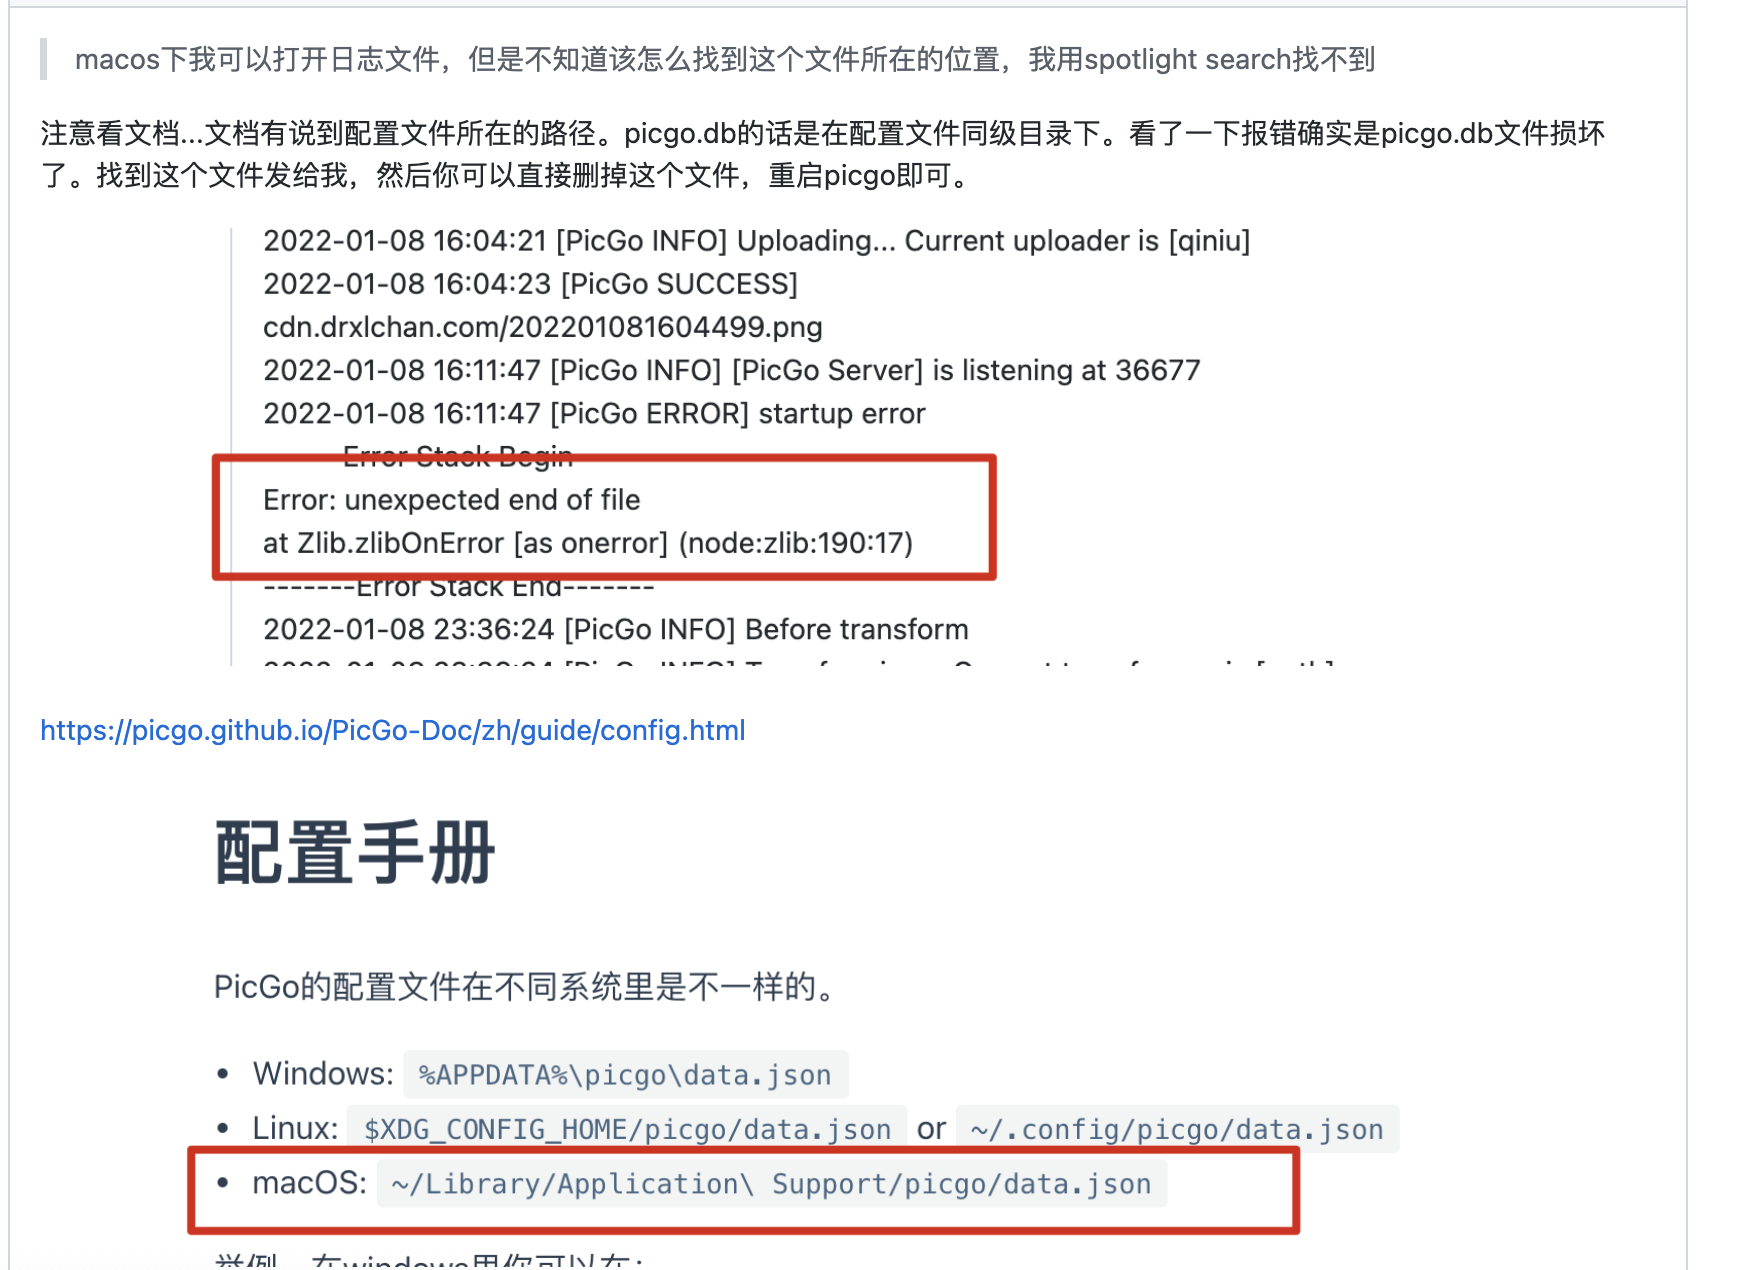 macos下我可以打开日志文件，但是不知道该怎么找到这个文件所在的位置，我用spotlight search找不到
注意看文档...文档有说到配置文件所在的路径。picgo.db的话是在配置文件同级目录下。看了一下报错确实是picgo.db文件损坏
了。找到这个文件发给我，然后你可以直接删掉这个文件，重启picgo即可。
2022-01-08 16:04:21 [PicGo INFO] Uploading... Current uploader is [qiniu]
2022-01-08 16:04:23 [PicGo SUCCESS]
cdn.drxlchan.com/202201081604499.png
2022-01-08 16:11:47 [PicGo INFO] [PicGo Server] is listening at 36677
2022-01-08 16:11:47 [PicGo ERROR] startup error
Error Stack Begin
Error: unexpected end of file
at Zlib.zlibOnError [as onerror] (node:zlib:190:17)
-------Error Stack End-------
2022-01-08 23:36:24 [PicGo INFO] Before transform
https://picgo.github.io/PicGo-Doc/zh/guide/config.html
配置手册
PicGo的配置文件在不同系统里是不一样的。
• Windows: %APPDATA%\picgo\data.json
• Linux: $XDG_CONFIG_HOME/picgo/data.json or ~/.config/picgo/data.json
• macOS: ~/Library/Application\ Support/picgo/data.json